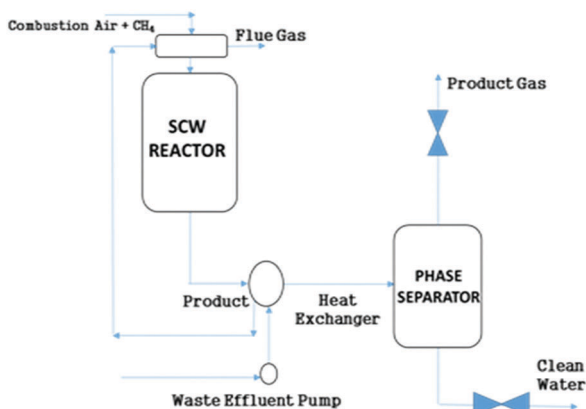 Combustion Air + CH₄
Flue Gas
SCW
REACTOR
Product Gas
Product
Heat
Exchanger
PHASE
SEPARATOR
Waste Effluent Pump
Clean
Water